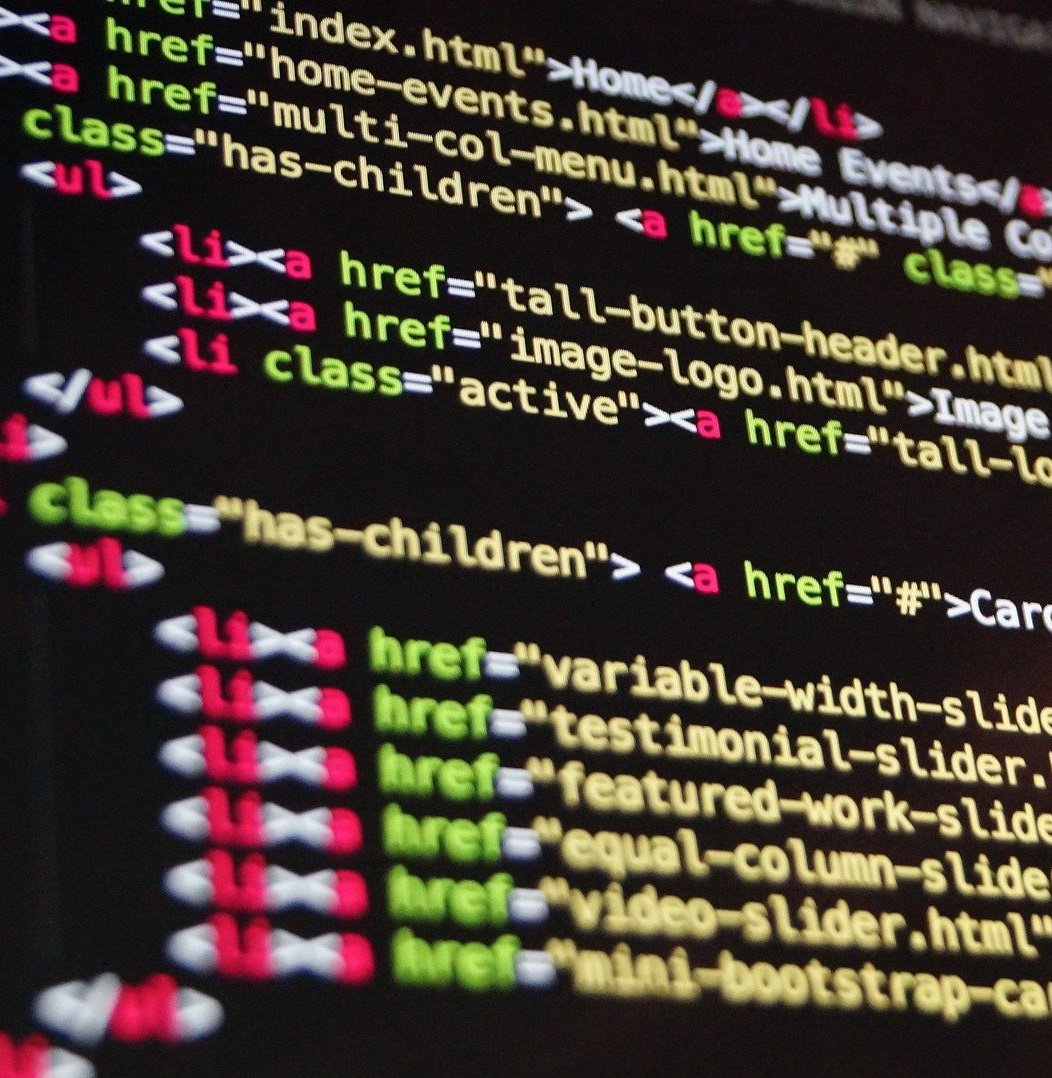 href="index.html">Home</a></li>
><a href="home-events.html">Home Events</a>
><a href="multi-col-menu.html">Multiple Co
class="has-children"> <a href="#" class="
<ul>
<li><a href="tall-button-header.html
<li><a href="image-logo.html">Image
<li class="active"><a href="tall-lo
</ul>
i>
class="has-children"> <a href="#">Caro
<ul>
<li><a href="variable-width-slide
<li><a href="testimonial-slider.
<li><a href="featured-work-slide
<li><a href="equal-column-slide
<li><a href="video-slider.html"
<li><a href="mini-bootstrap-ca
</ul>